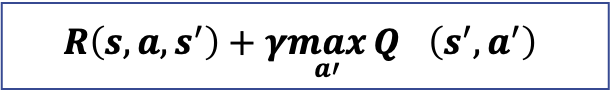 R(s, a, s′) + γmax Q (s′, a′)
a′